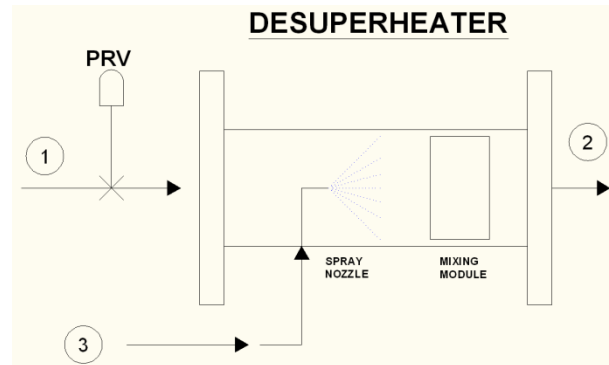 DESUPERHEATER
PRV
1
2
SPRAY
NOZZLE
MIXING
MODULE
3